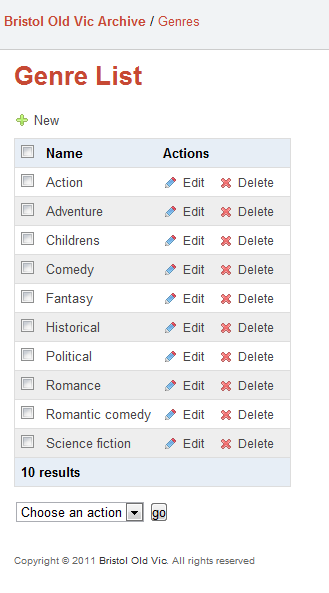 Bristol Old Vic Archive / Genres
Genre List
New
Name Actions
Action Edit Delete
Adventure Edit Delete
Childrens Edit Delete
Comedy Edit Delete
Fantasy Edit Delete
Historical Edit Delete
Political Edit Delete
Romance Edit Delete
Romantic comedy Edit Delete
Science fiction Edit Delete
10 results
Choose an action go
Copyright © 2011 Bristol Old Vic. All rights reserved